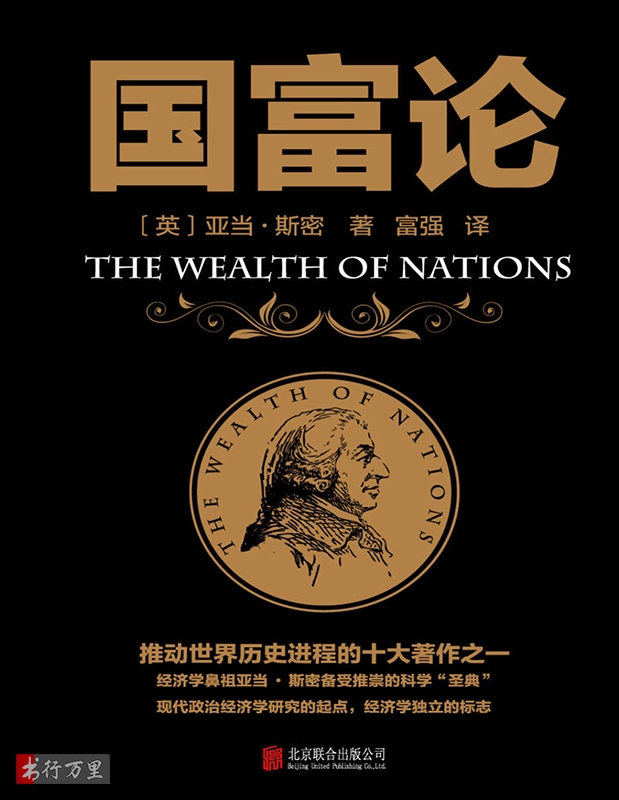 国富论
［英］亚当·斯密 著 富强 译
THE WEALTH OF NATIONS
THE WEALTH OF NATIONS
推动世界历史进程的十大著作之一
经济学鼻祖亚当·斯密备受推崇的科学“圣典”
现代政治经济学研究的起点，经济学独立的标志
北京联合出版公司
Beijing United Publishing Co.,Ltd.
书行万里